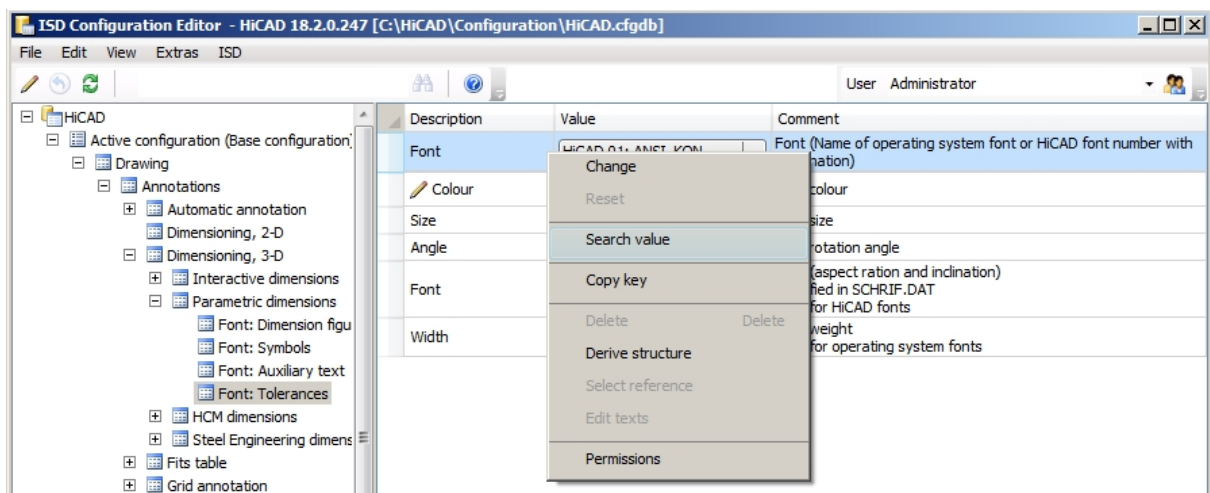 ISD Configuration Editor - HiCAD 18.2.0.247 [C:\HiCAD\Configuration\HiCAD.cfgdb]
File Edit View Extras ISD
User Administrator
HiCAD
Active configuration (Base configuration)
Drawing
Annotations
Automatic annotation
Dimensioning, 2-D
Dimensioning, 3-D
Interactive dimensions
Parametric dimensions
Font: Dimension figu
Font: Symbols
Font: Auxiliary text
Font: Tolerances
HCM dimensions
Steel Engineering dimens
Fits table
Grid annotation
Description Value Comment
Font HiCAD 01: ANSI_KON Font (Name of operating system font or HiCAD font number with
nation)
Colour colour
Size size
Angle rotation angle
Font (aspect ration and inclination)
fied in SCHRIF.DAT
for HiCAD fonts
Width weight
for operating system fonts
Change
Reset
Search value
Copy key
Delete Delete
Derive structure
Select reference
Edit texts
Permissions